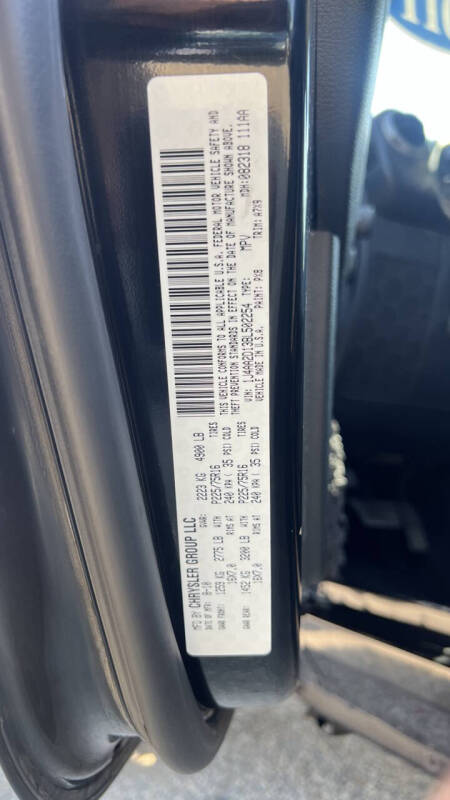 MFG BY CHRYSLER GROUP LLC
DATE OF MFR: 8-10 GVWR: 2223 KG 4900 LB
GAWR FRONT: 1259 KG 2775 LB WITH P225/75R16 TIRES
16X7.0 RIMS AT 240 KPA ( 35 PSI) COLD
GAWR REAR: 1452 KG 3200 LB WITH P225/75R16 TIRES
16X7.0 RIMS AT 240 KPA ( 35 PSI) COLD
THIS VEHICLE CONFORMS TO ALL APPLICABLE U.S.A. FEDERAL MOTOR VEHICLE SAFETY AND
THEFT PREVENTION STANDARDS IN EFFECT ON THE DATE OF MANUFACTURE SHOWN ABOVE.
VIN: 1J4AA2D13BL502254 TYPE: MPV MDH:082318 111AA
VEHICLE MADE IN U.S.A. PAINT: PX8 TRIM: A7X9